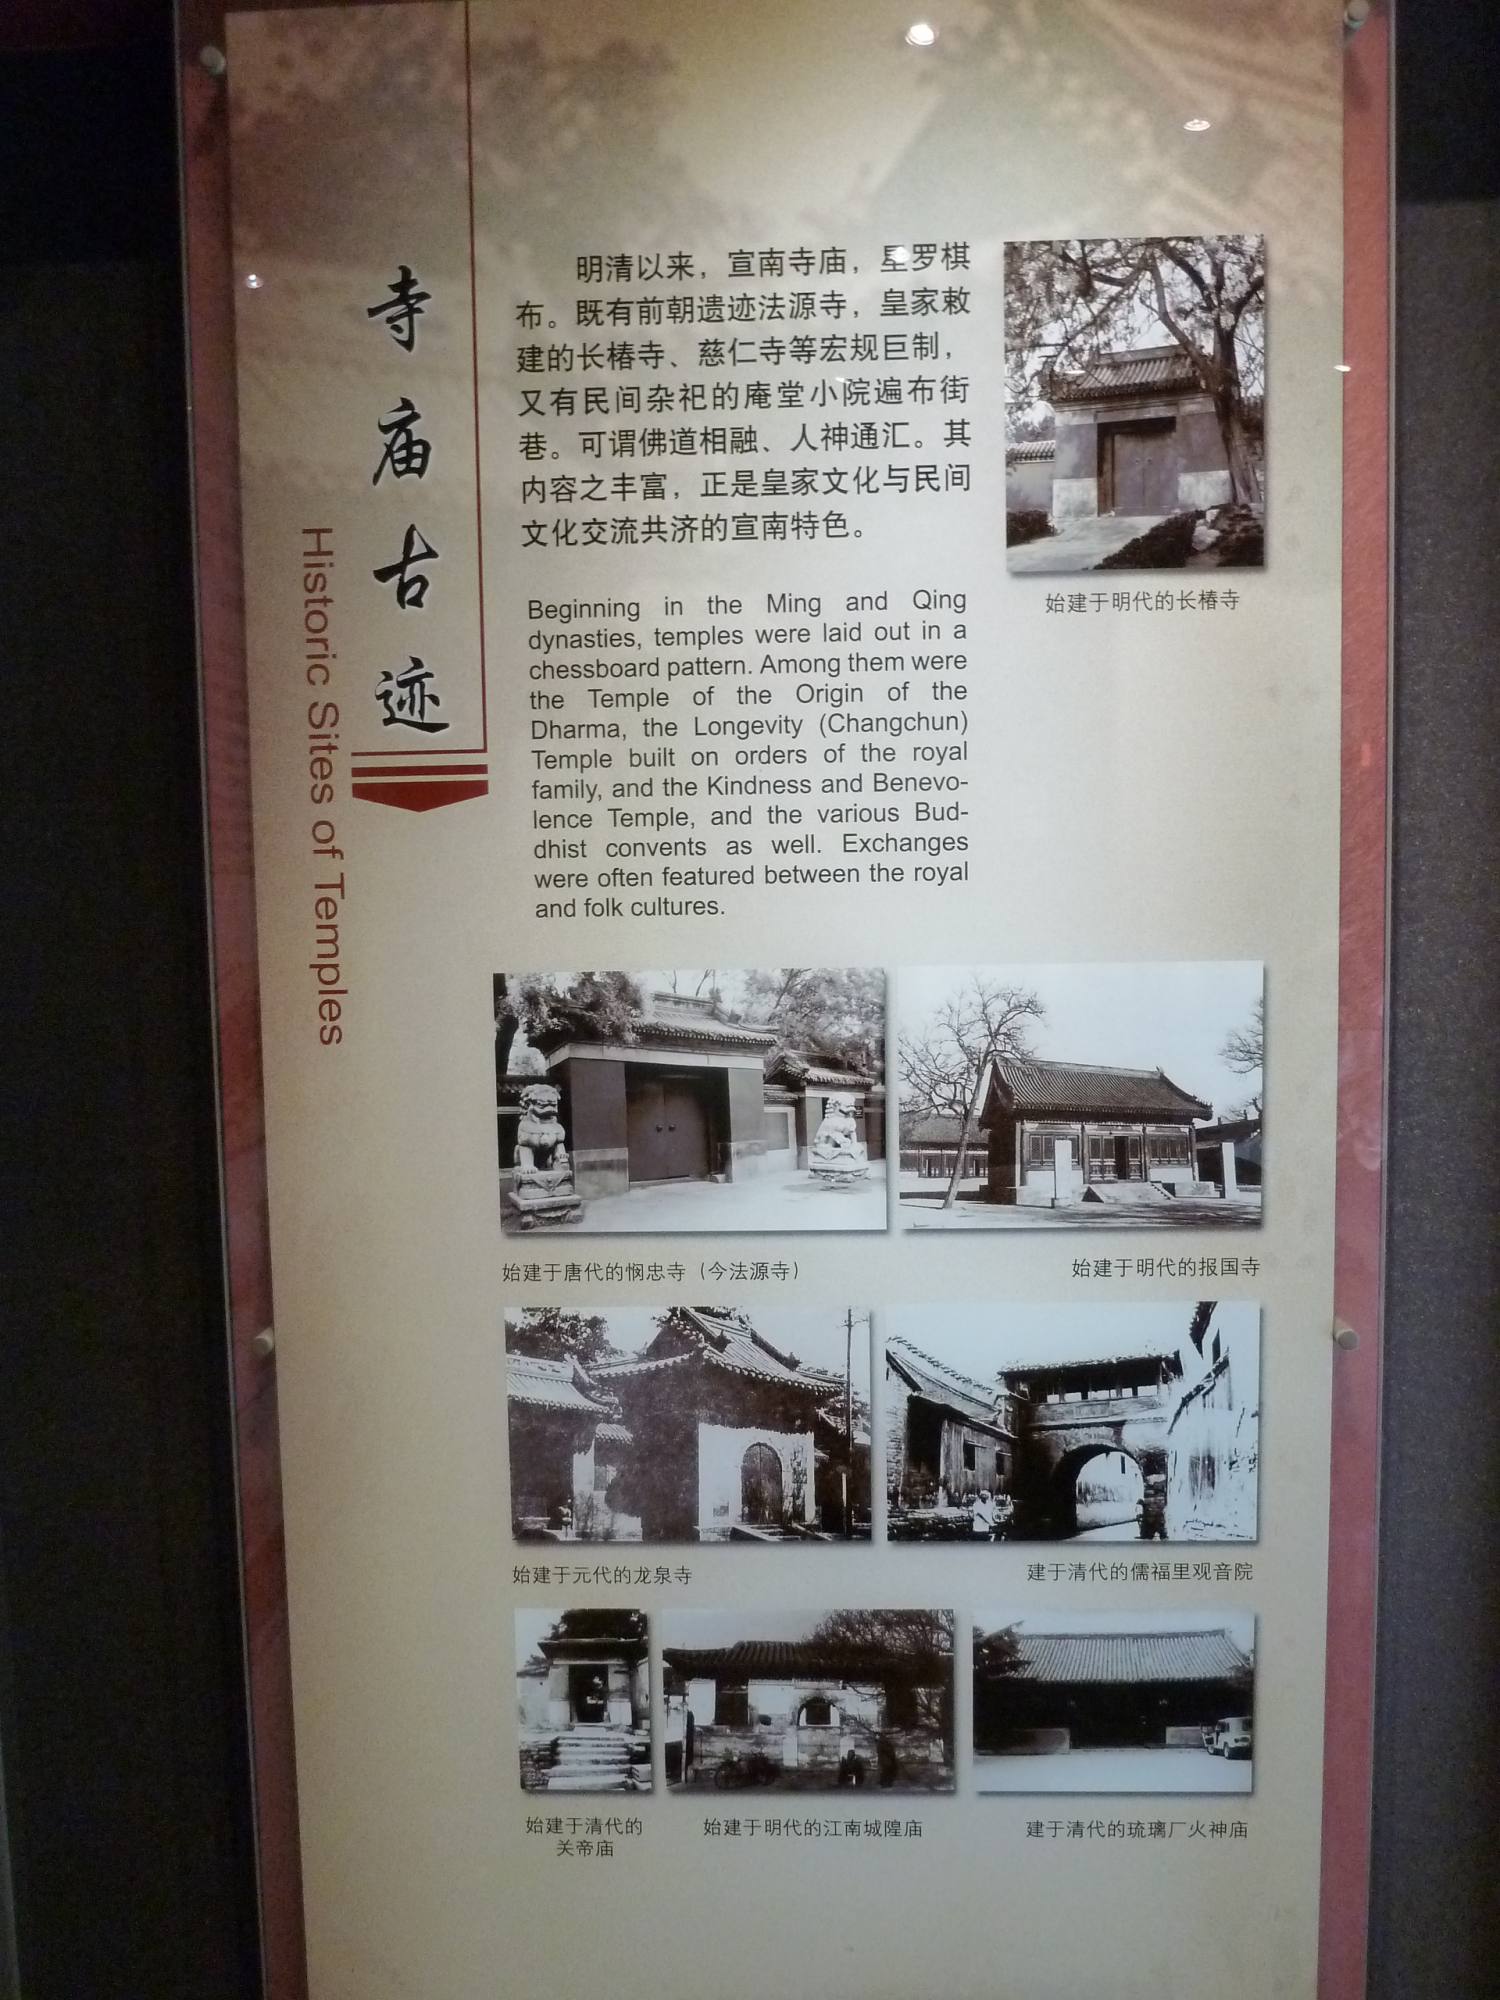 寺庙古迹
Historic Sites of Temples
明清以来，宣南寺庙，星罗棋
布。既有前朝遗迹法源寺，皇家敕
建的长椿寺、慈仁寺等宏规巨制，
又有民间杂祀的庵堂小院遍布街
巷。可谓佛道相融、人神通汇。其
内容之丰富，正是皇家文化与民间
文化交流共济的宣南特色。
Beginning in the Ming and Qing
dynasties, temples were laid out in a
chessboard pattern. Among them were
the Temple of the Origin of the
Dharma, the Longevity (Changchun)
Temple built on orders of the royal
family, and the Kindness and Benevo-
lence Temple, and the various Bud-
dhist convents as well. Exchanges
were often featured between the royal
and folk cultures.
始建于明代的长椿寺
始建于唐代的悯忠寺（今法源寺）
始建于明代的报国寺
始建于元代的龙泉寺
建于清代的儒福里观音院
始建于清代的
关帝庙
始建于明代的江南城隍庙
建于清代的琉璃厂火神庙